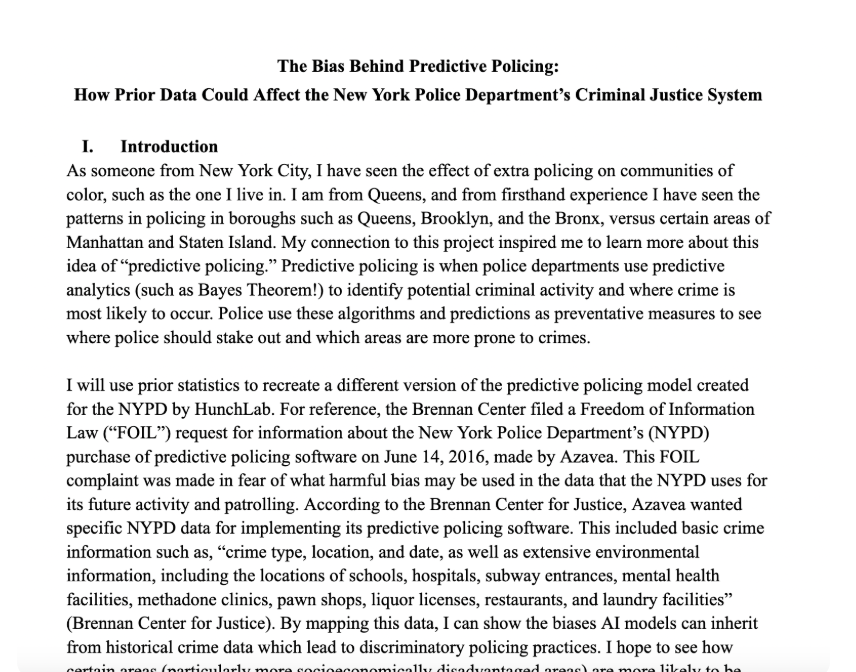 The Bias Behind Predictive Policing:
How Prior Data Could Affect the New York Police Department’s Criminal Justice System
I. Introduction
As someone from New York City, I have seen the effect of extra policing on communities of
color, such as the one I live in. I am from Queens, and from firsthand experience I have seen the
patterns in policing in boroughs such as Queens, Brooklyn, and the Bronx, versus certain areas of
Manhattan and Staten Island. My connection to this project inspired me to learn more about this
idea of “predictive policing.” Predictive policing is when police departments use predictive
analytics (such as Bayes Theorem!) to identify potential criminal activity and where crime is
most likely to occur. Police use these algorithms and predictions as preventative measures to see
where police should stake out and which areas are more prone to crimes.
I will use prior statistics to recreate a different version of the predictive policing model created
for the NYPD by HunchLab. For reference, the Brennan Center filed a Freedom of Information
Law (“FOIL”) request for information about the New York Police Department’s (NYPD)
purchase of predictive policing software on June 14, 2016, made by Azavea. This FOIL
complaint was made in fear of what harmful bias may be used in the data that the NYPD uses for
its future activity and patrolling. According to the Brennan Center for Justice, Azavea wanted
specific NYPD data for implementing its predictive policing software. This included basic crime
information such as, “crime type, location, and date, as well as extensive environmental
information, including the locations of schools, hospitals, subway entrances, mental health
facilities, methadone clinics, pawn shops, liquor licenses, restaurants, and laundry facilities”
(Brennan Center for Justice). By mapping this data, I can show the biases AI models can inherit
from historical crime data which lead to discriminatory policing practices. I hope to see how
certain areas (particularly more socioeconomically disadvantaged areas) are more likely to be